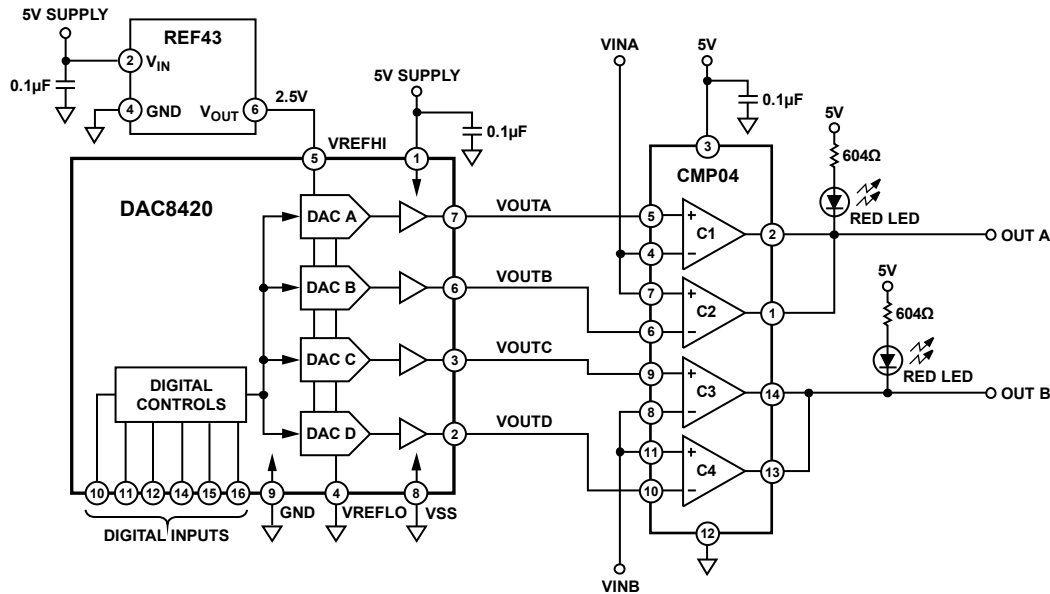 5V SUPPLY
REF43
2
VIN
0.1μF
4
GND
VOUT
6
2.5V
5V SUPPLY
0.1μF
VREFHI
5
1
DAC8420
DAC A
7
VOUTA
DAC B
6
VOUTB
DAC C
3
VOUTC
DAC D
2
VOUTD
DIGITAL
CONTROLS
10
11
12
14
15
16
9
4
8
GND
VREFLO
VSS
DIGITAL INPUTS
VINA
5V
0.1μF
3
CMP04
5
+
C1
4
–
2
7
+
C2
6
–
1
9
+
C3
8
–
14
11
+
C4
10
–
13
12
VINB
5V
604Ω
RED LED
OUT A
5V
604Ω
RED LED
OUT B